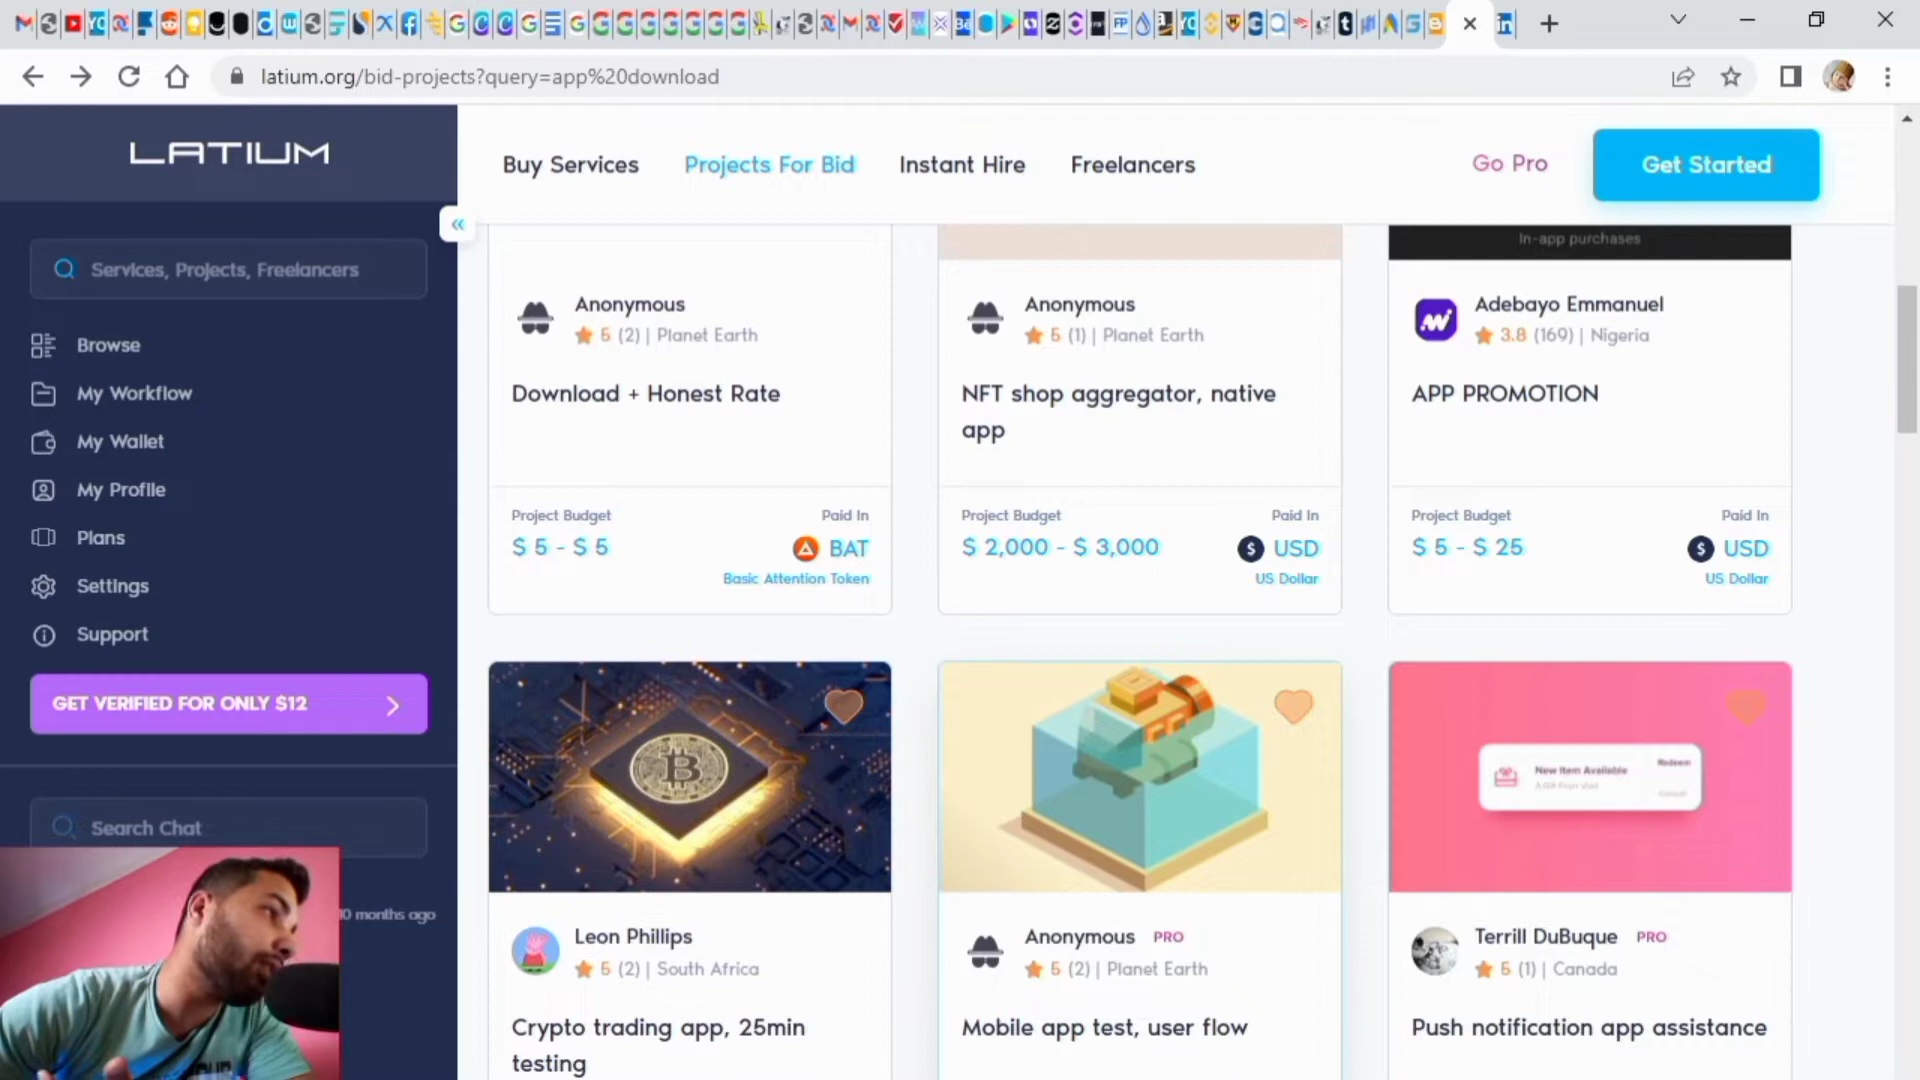 latium.org/bid-projects?query=app%20download
LATIUM
Buy Services
Projects For Bid
Instant Hire
Freelancers
Go Pro
Get Started
Services, Projects, Freelancers
Browse
My Workflow
My Wallet
My Profile
Plans
Settings
Support
GET VERIFIED FOR ONLY $12
Search Chat
10 months ago
In-app purchases
Anonymous
5 (2) | Planet Earth
Download + Honest Rate
Project Budget
Paid In
$ 5 - $ 5
BAT
Basic Attention Token
Anonymous
5 (1) | Planet Earth
NFT shop aggregator, native
app
Project Budget
Paid In
$ 2,000 - $ 3,000
USD
US Dollar
Adebayo Emmanuel
3.8 (169) | Nigeria
APP PROMOTION
Project Budget
Paid In
$ 5 - $ 25
USD
US Dollar
Leon Phillips
5 (2) | South Africa
Crypto trading app, 25min
testing
Anonymous PRO
5 (2) | Planet Earth
Mobile app test, user flow
New Item Available
Redeem
Terrill DuBuque PRO
5 (1) | Canada
Push notification app assistance